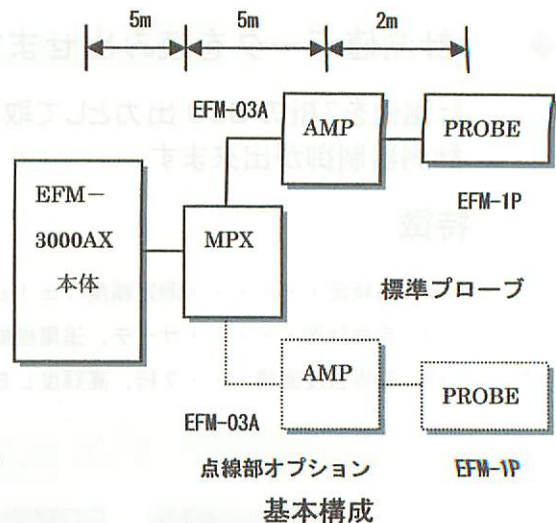 5m 5m 2m
EFM-03A
AMP
PROBE
EFM-1P
EFM-
3000AX
本体
MPX
標準プローブ
AMP
PROBE
EFM-03A
点線部オプション
EFM-1P
基本構成